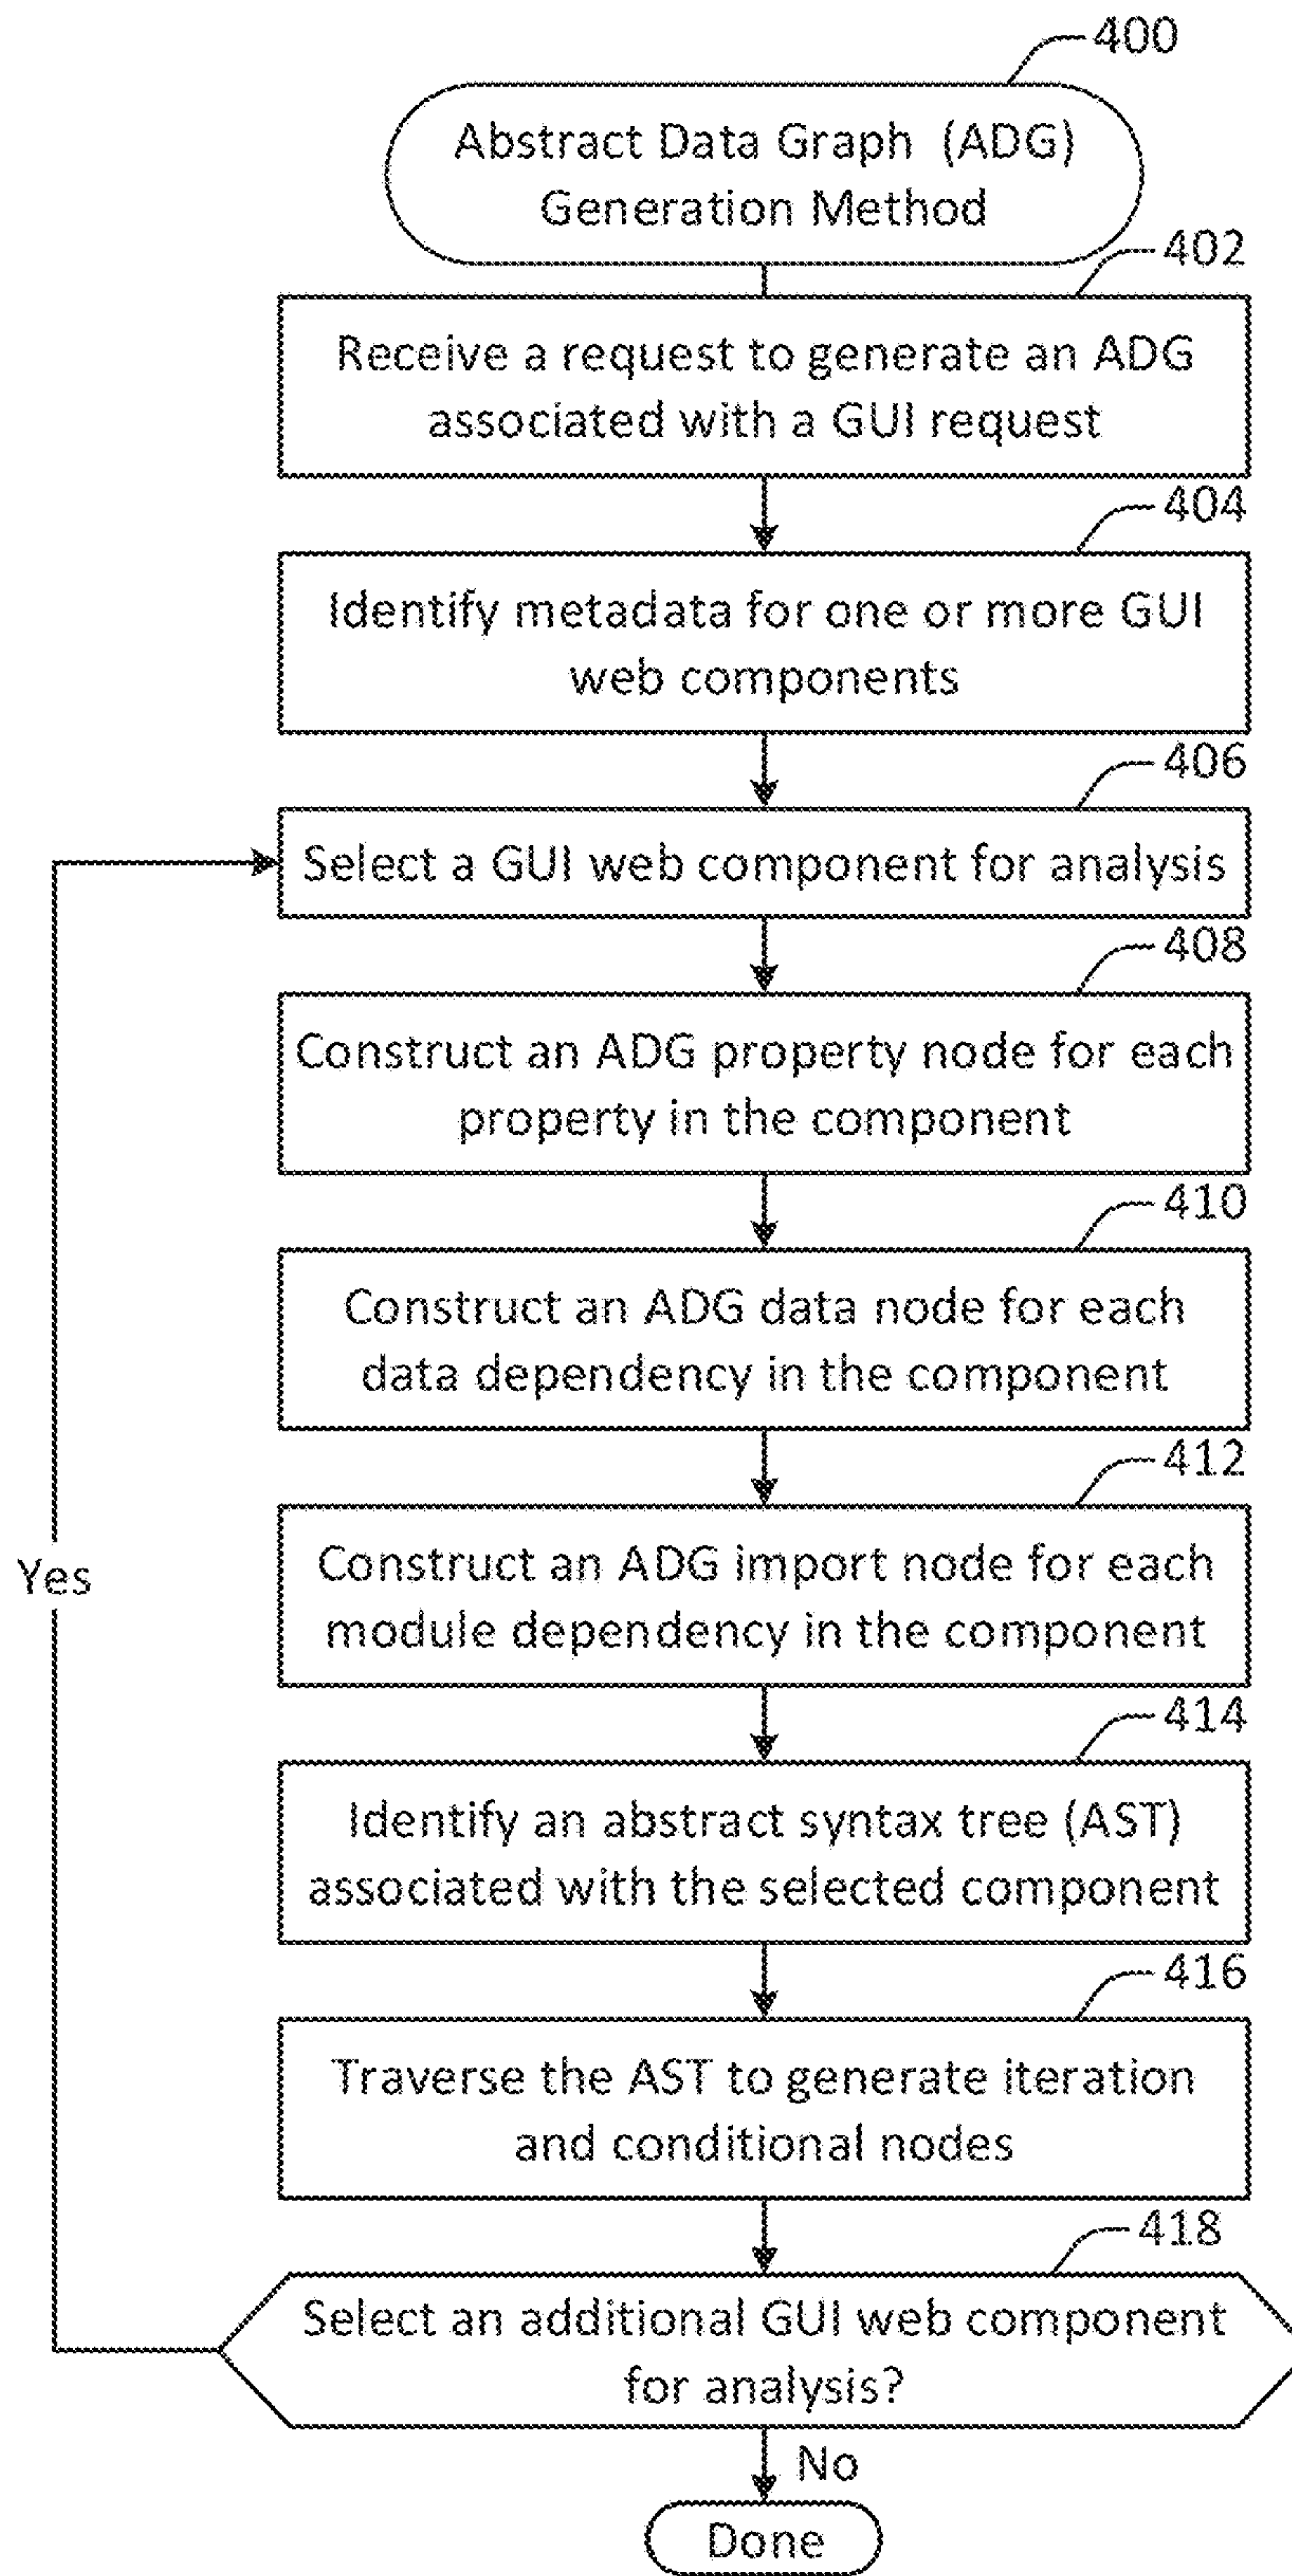 400
Abstract Data Graph (ADG)
Generation Method
402
Receive a request to generate an ADG
associated with a GUI request
404
Identify metadata for one or more GUI
web components
406
Select a GUI web component for analysis
408
Construct an ADG property node for each
property in the component
410
Construct an ADG data node for each
data dependency in the component
412
Yes
Construct an ADG import node for each
module dependency in the component
414
Identify an abstract syntax tree (AST)
associated with the selected component
416
Traverse the AST to generate iteration
and conditional nodes
418
Select an additional GUI web component
for analysis?
No
Done